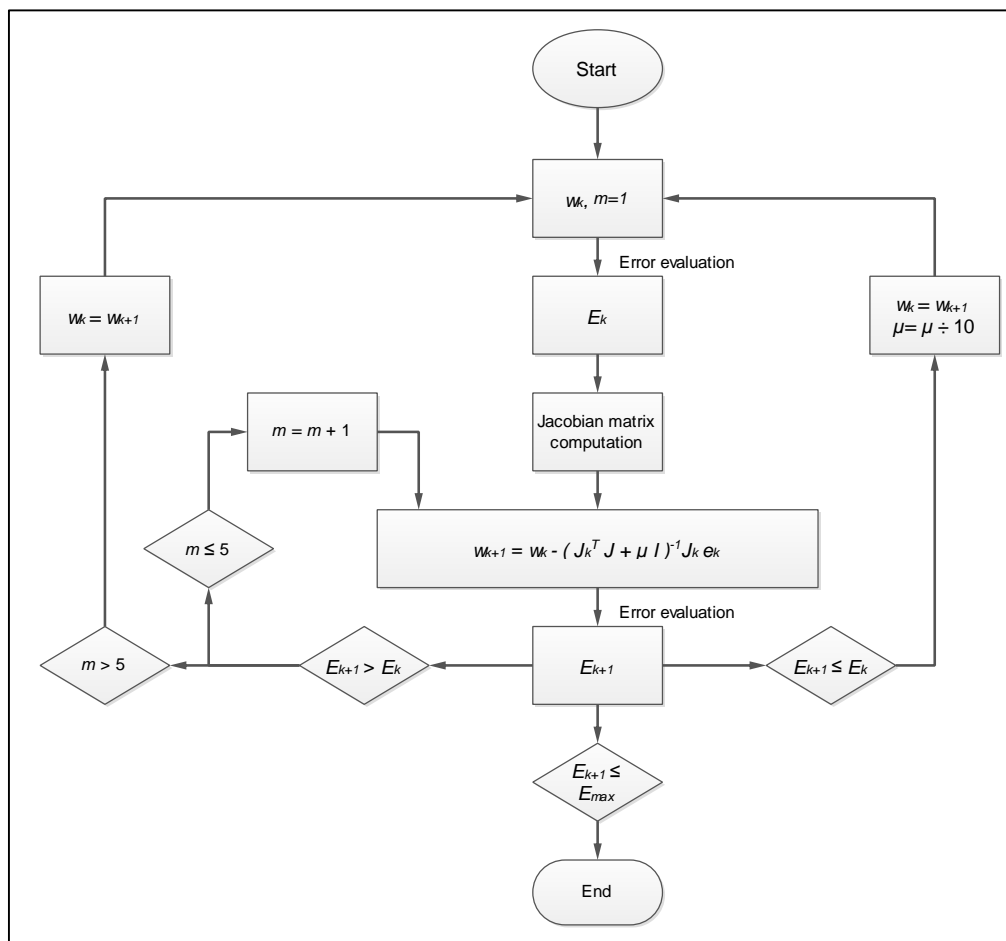 Start
wk, m=1
Error evaluation
wk = wk+1
Ek
wk = wk+1
μ= μ ÷ 10
m = m + 1
Jacobian matrix
computation
m ≤ 5
wk+1 = wk - ( JkT J + μ I )-1Jk ek
Error evaluation
m > 5
Ek+1 > Ek
Ek+1
Ek+1 ≤ Ek
Ek+1 ≤
Emax
End